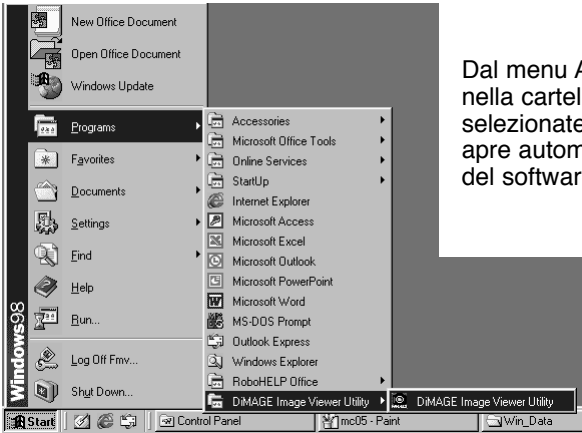 New Office Document
Open Office Document
Windows Update
Programs
Favorites
Documents
Settings
Find
Help
Run...
Log Off Fmv...
Shut Down...
Windows98
Accessories
Microsoft Office Tools
Online Services
StartUp
Internet Explorer
Microsoft Access
Microsoft Excel
Microsoft Outlook
Microsoft PowerPoint
Microsoft Word
MS-DOS Prompt
Outlook Express
Windows Explorer
RoboHELP Office
DiMAGE Image Viewer Utility
DiMAGE Image Viewer Utility
Start
Control Panel
mc05 - Paint
Win_Data
Dal menu A
nella cartel
selezionate
apre autom
del softwar